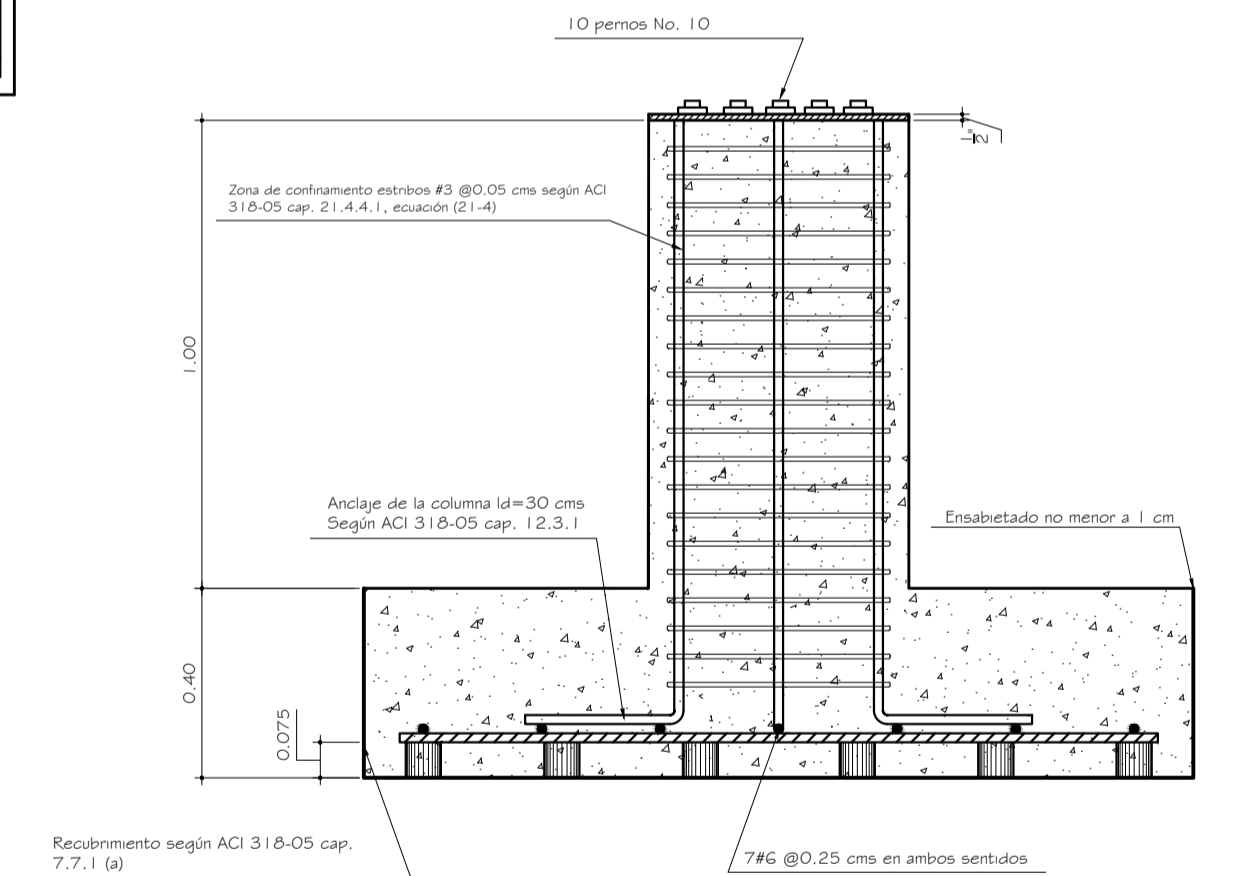 10 pernos No. 10
1"
2
Zona de confinamiento estribos #3 @0.05 cms según ACI
318-05 cap. 21.4.4.1, ecuación (21-4)
1.00
Anclaje de la columna ld=30 cms
Según ACI 318-05 cap. 12.3.1
Ensabietado no menor a 1 cm
0.40
0.075
Recubrimiento según ACI 318-05 cap.
7.7.1 (a)
7#6 @0.25 cms en ambos sentidos